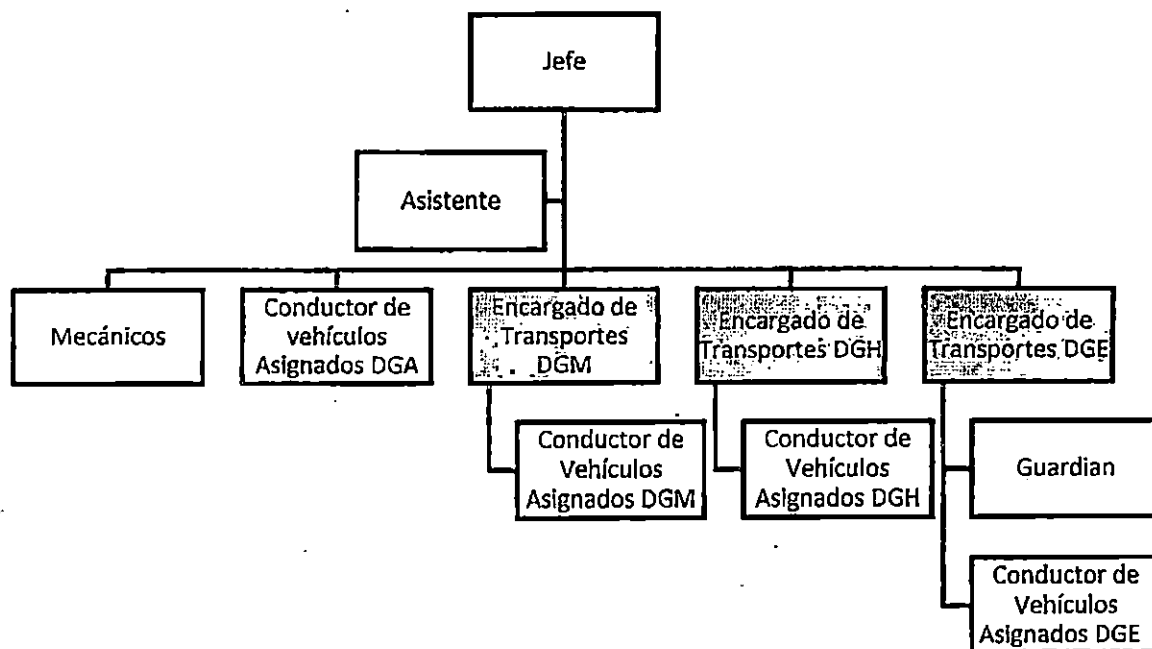 Jefe
Asistente
Mecánicos
Conductor de
vehículos
Asignados DGA
Encargado de
Transportes
DGM
Encargado de
Transportes DGH
Encargado de
Transportes DGE
Conductor de
Vehículos
Asignados DGM
Conductor de
Vehículos
Asignados DGH
Guardian
Conductor de
Vehículos
Asignados DGE